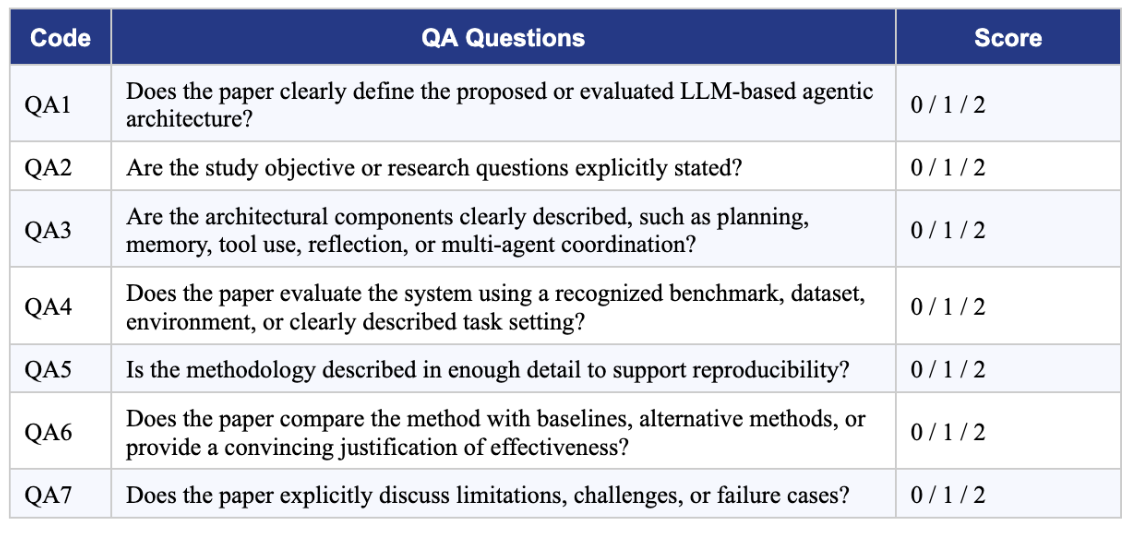 Code QA Questions Score
QA1 Does the paper clearly define the proposed or evaluated LLM-based agentic 0 / 1 / 2
architecture?
QA2 Are the study objective or research questions explicitly stated? 0 / 1 / 2
QA3 Are the architectural components clearly described, such as planning, 0 / 1 / 2
memory, tool use, reflection, or multi-agent coordination?
QA4 Does the paper evaluate the system using a recognized benchmark, dataset, 0 / 1 / 2
environment, or clearly described task setting?
QA5 Is the methodology described in enough detail to support reproducibility? 0 / 1 / 2
QA6 Does the paper compare the method with baselines, alternative methods, or 0 / 1 / 2
provide a convincing justification of effectiveness?
QA7 Does the paper explicitly discuss limitations, challenges, or failure cases? 0 / 1 / 2